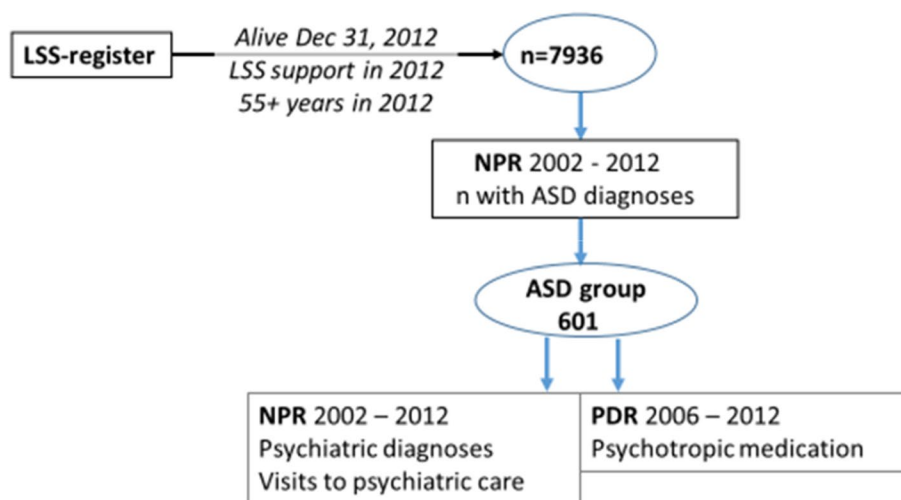 LSS-register
Alive Dec 31, 2012
LSS support in 2012
55+ years in 2012
n=7936
NPR 2002 - 2012
n with ASD diagnoses
ASD group
601
NPR 2002 – 2012
Psychiatric diagnoses
Visits to psychiatric care
PDR 2006 – 2012
Psychotropic medication